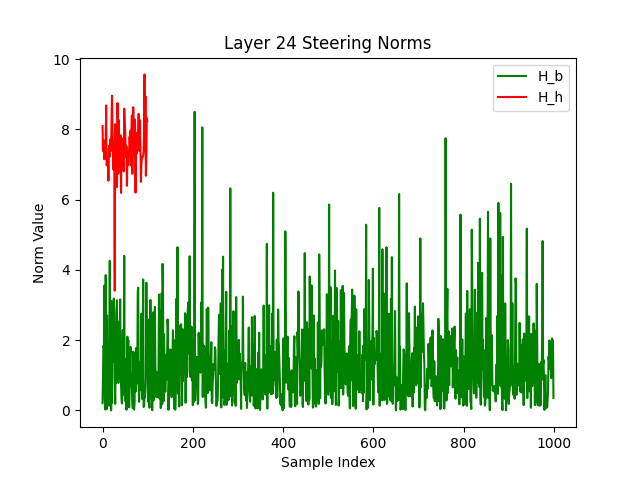 Layer 24 Steering Norms
H_b
H_h
Norm Value
10
8
6
4
2
0
0 200 400 600 800 1000
Sample Index